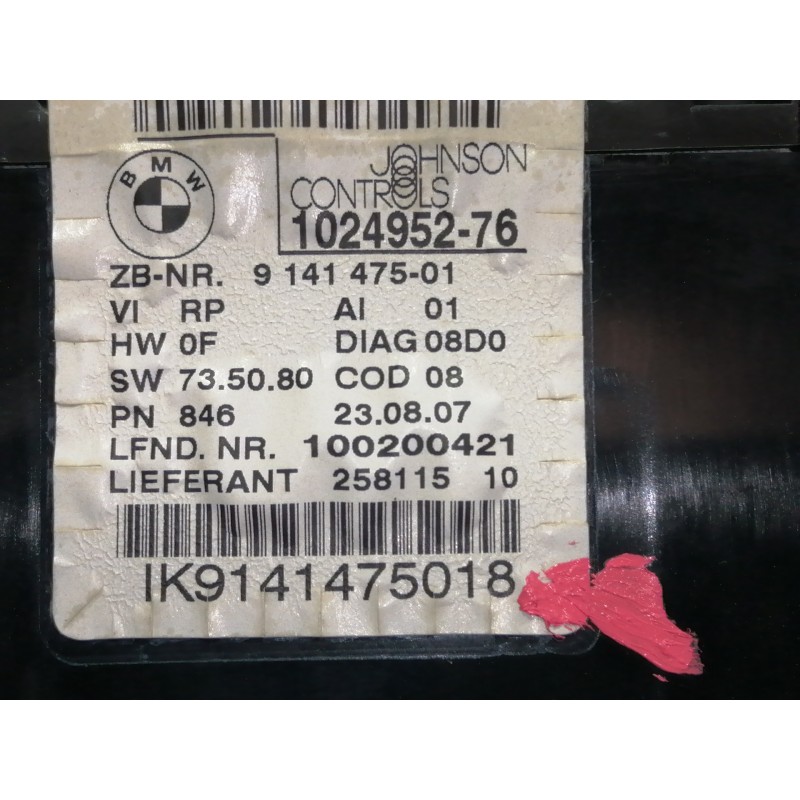 BMW
JOHNSON
CONTROLS
1024952-76
ZB-NR. 9 141 475-01
VI RP AI 01
HW 0F DIAG 08D0
SW 73.50.80 COD 08
PN 846 23.08.07
LFND. NR. 100200421
LIEFERANT 258115 10
IK9141475018